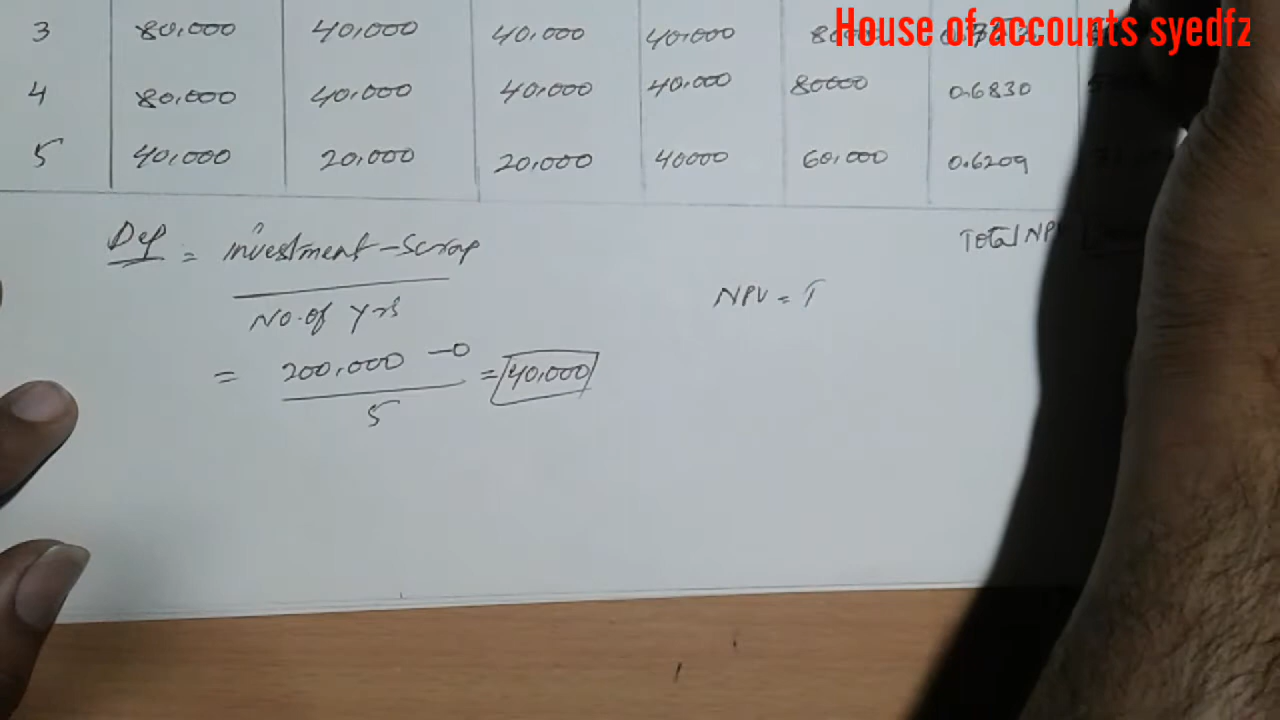 House of accounts syedfz
3 80,000 40,000 40,000 40,000
4 80,000 40,000 40,000 40,000 80000 0.6830
5 40,000 20,000 20,000 40000 60,000 0.6209
Total NP
Dep = investment - Scrap
No. of Yrs
NPV = T
= 200,000 - 0
5
= 40,000